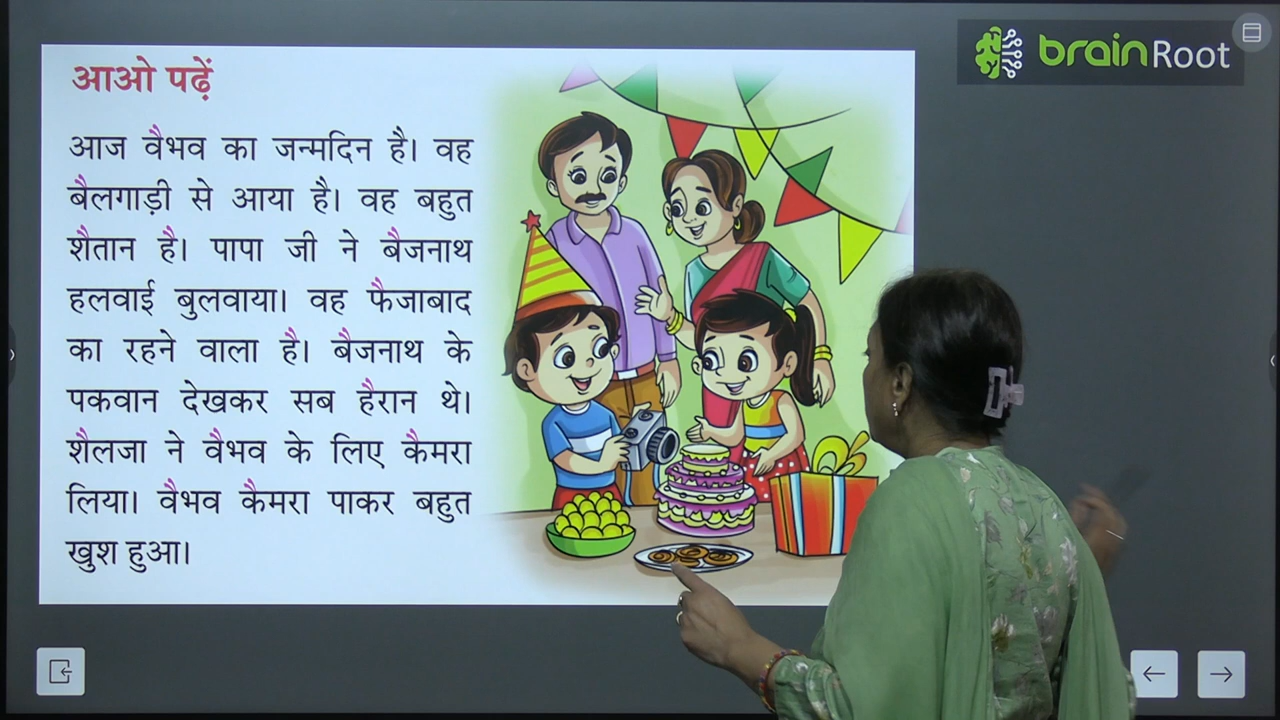 brainRoot
आओ पढ़ें
आज वैभव का जन्मदिन है। वह
बैलगाड़ी से आया है। वह बहुत
शैतान है। पापा जी ने बैजनाथ
हलवाई बुलवाया। वह फैजाबाद
का रहने वाला है। बैजनाथ के
पकवान देखकर सब हैरान थे।
शैलजा ने वैभव के लिए कैमरा
लिया। वैभव कैमरा पाकर बहुत
खुश हुआ।